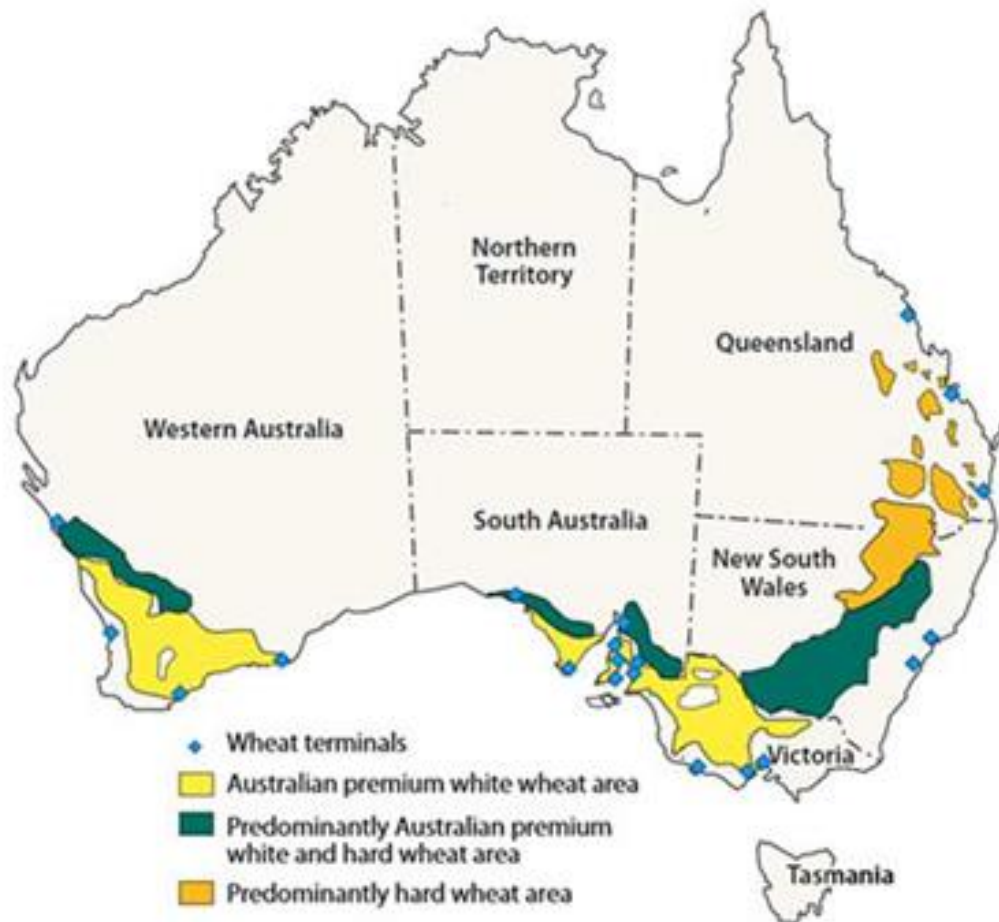 Northern
Territory
Queensland
Western Australia
South Australia
New South
Wales
Victoria
Wheat terminals
Australian premium white wheat area
Predominantly Australian premium
white and hard wheat area
Predominantly hard wheat area
Tasmania